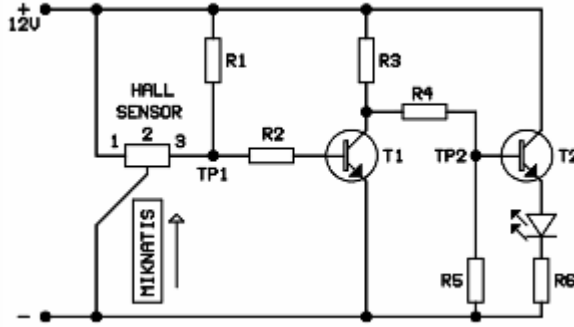 +
12V
R1
R3
HALL
SENSOR
1 2 3
R2
R4
T1
TP1
TP2
T2
MIKNATIS
R5
R6
-